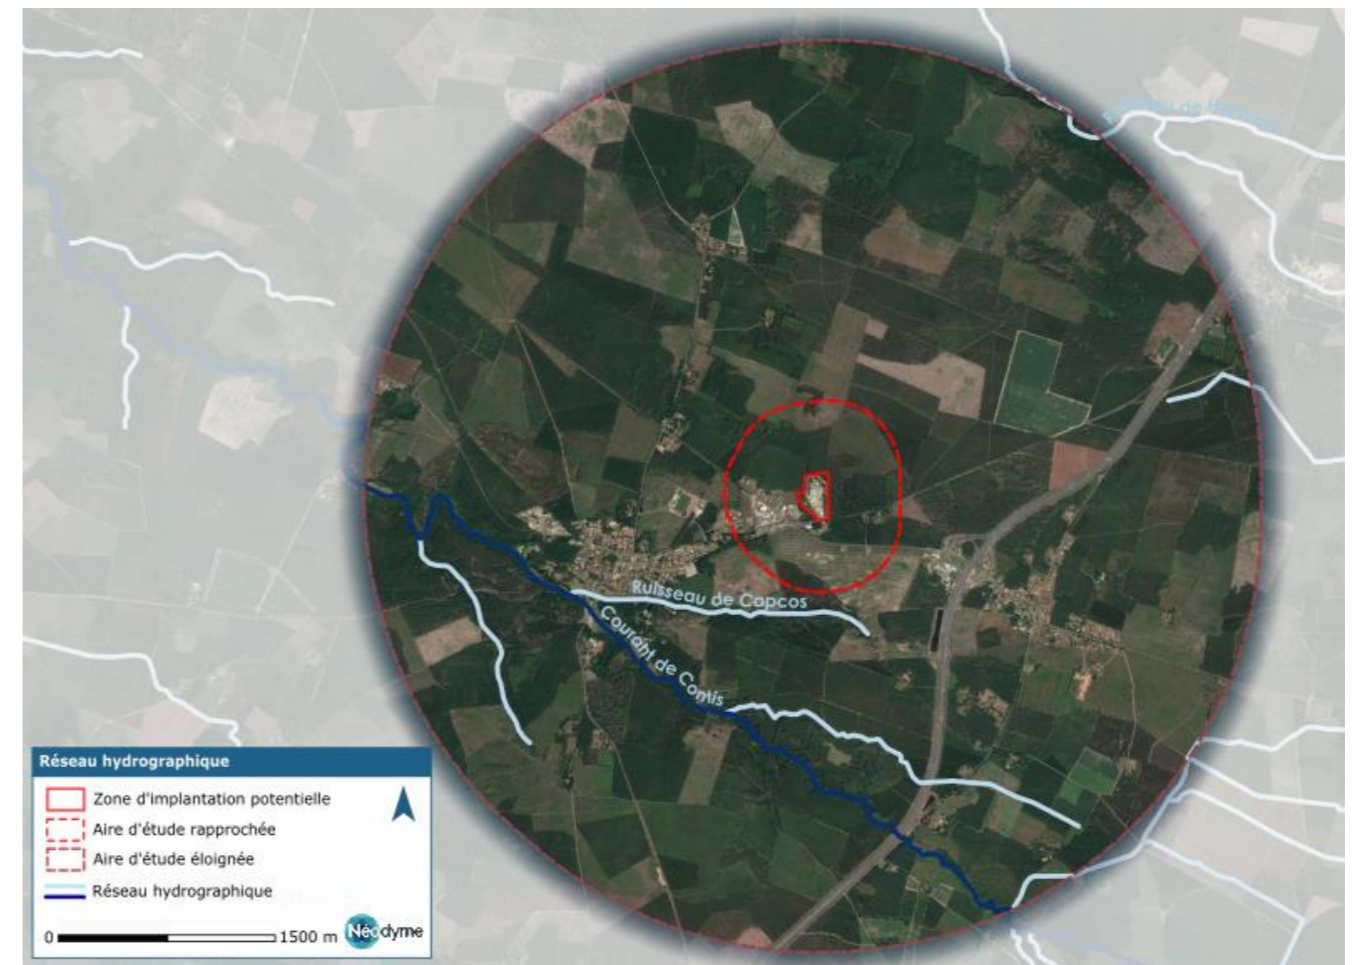 Ruisseau de Capcos
Courant de Contis
Réseau hydrographique
Zone d'implantation potentielle
Aire d'étude rapprochée
Aire d'étude éloignée
Réseau hydrographique
0 1500 m
Néodyme